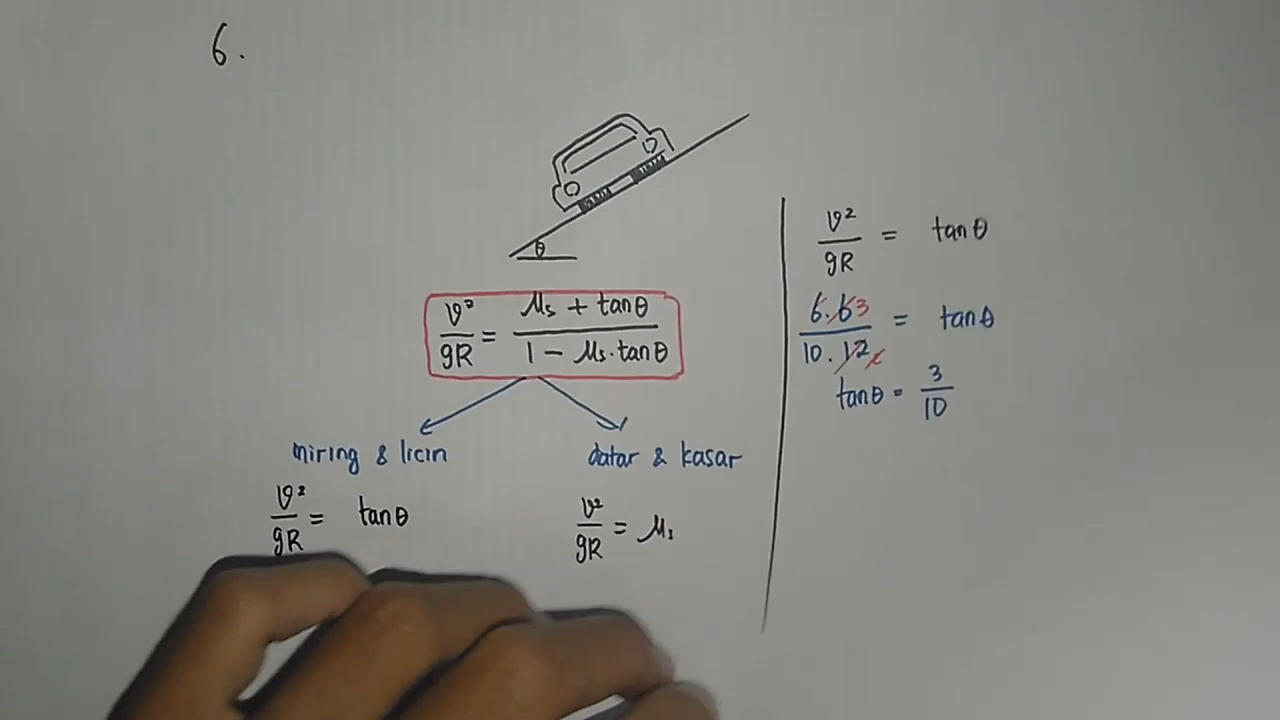 6.
θ
v²/gR = μs + tanθ / 1 − μs.tanθ
miring & licin
v²/gR = tanθ
datar & kasar
v²/gR = μs
v²/gR = tanθ
6.6 3/10.12 2 = tanθ
tanθ = 3/10